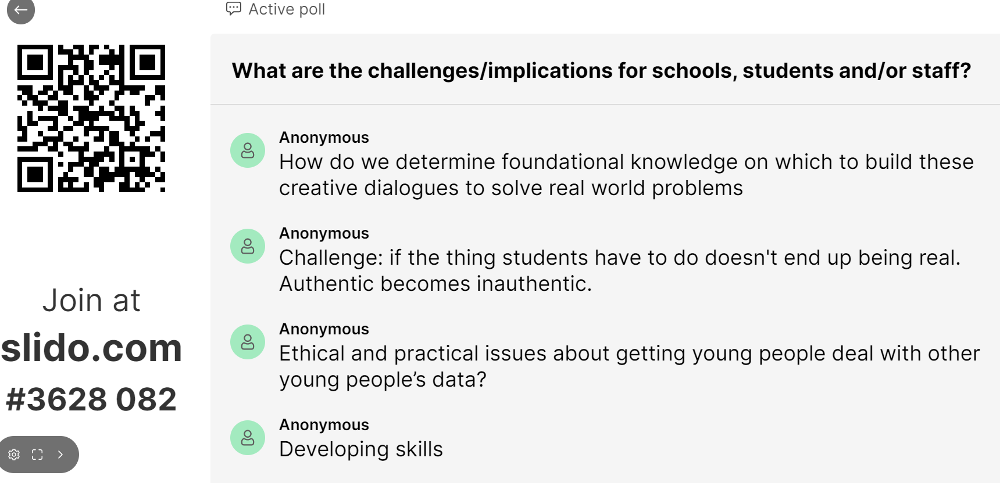 Active poll
What are the challenges/implications for schools, students and/or staff?
Anonymous
How do we determine foundational knowledge on which to build these
creative dialogues to solve real world problems
Anonymous
Challenge: if the thing students have to do doesn't end up being real.
Authentic becomes inauthentic.
Anonymous
Ethical and practical issues about getting young people deal with other
young people’s data?
Anonymous
Developing skills
Join at
slido.com
#3628 082